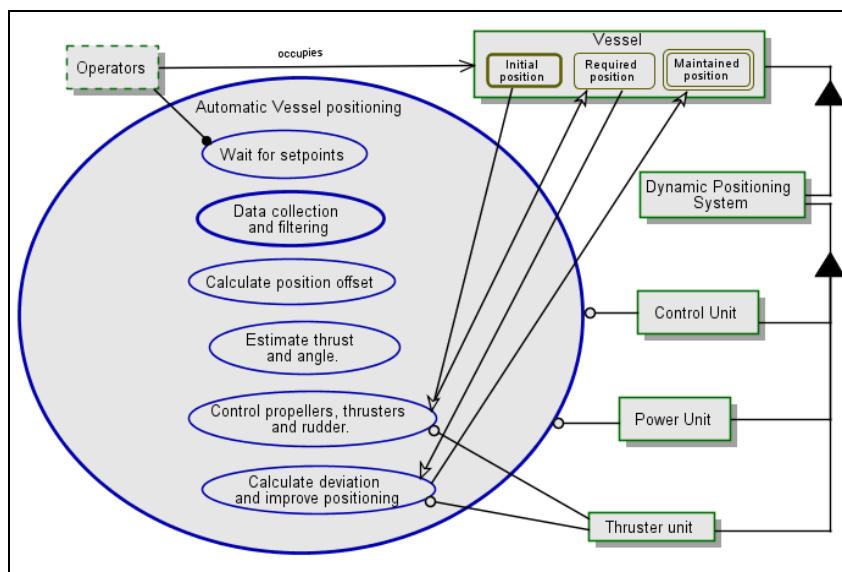 Operators
occupies
Vessel
Initial
position
Required
position
Maintained
position
Automatic Vessel positioning
Wait for setpoints
Data collection
and filtering
Calculate position offset
Estimate thrust
and angle.
Control propellers, thrusters
and rudder.
Calculate deviation
and improve positioning
Dynamic Positioning
System
Control Unit
Power Unit
Thruster unit